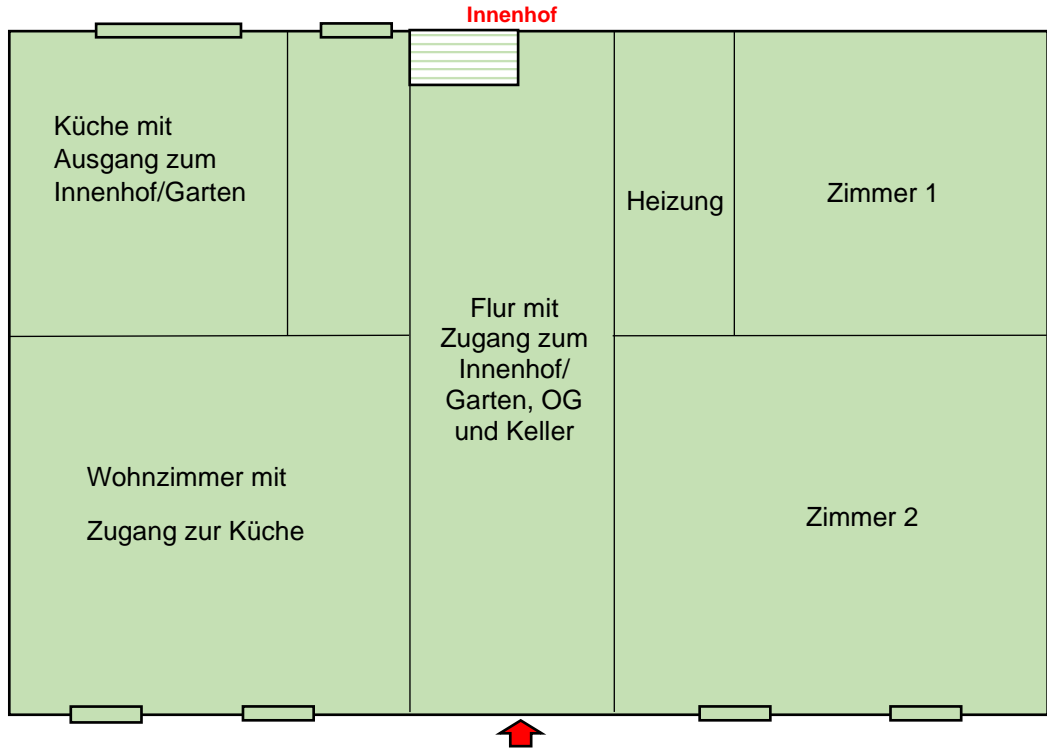 Innenhof
Küche mit
Ausgang zum
Innenhof/Garten
Heizung
Zimmer 1
Flur mit
Zugang zum
Innenhof/
Garten, OG
und Keller
Wohnzimmer mit
Zugang zur Küche
Zimmer 2